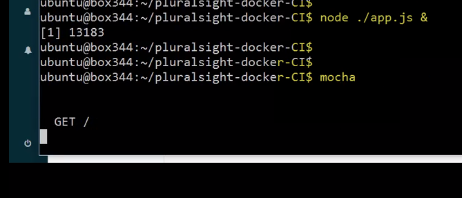 ubuntu@box344:~/pluralsight-docker-CI$
ubuntu@box344:~/pluralsight-docker-CI$ node ./app.js &
[1] 13183
ubuntu@box344:~/pluralsight-docker-CI$
ubuntu@box344:~/pluralsight-docker-CI$
ubuntu@box344:~/pluralsight-docker-CI$ mocha
GET /